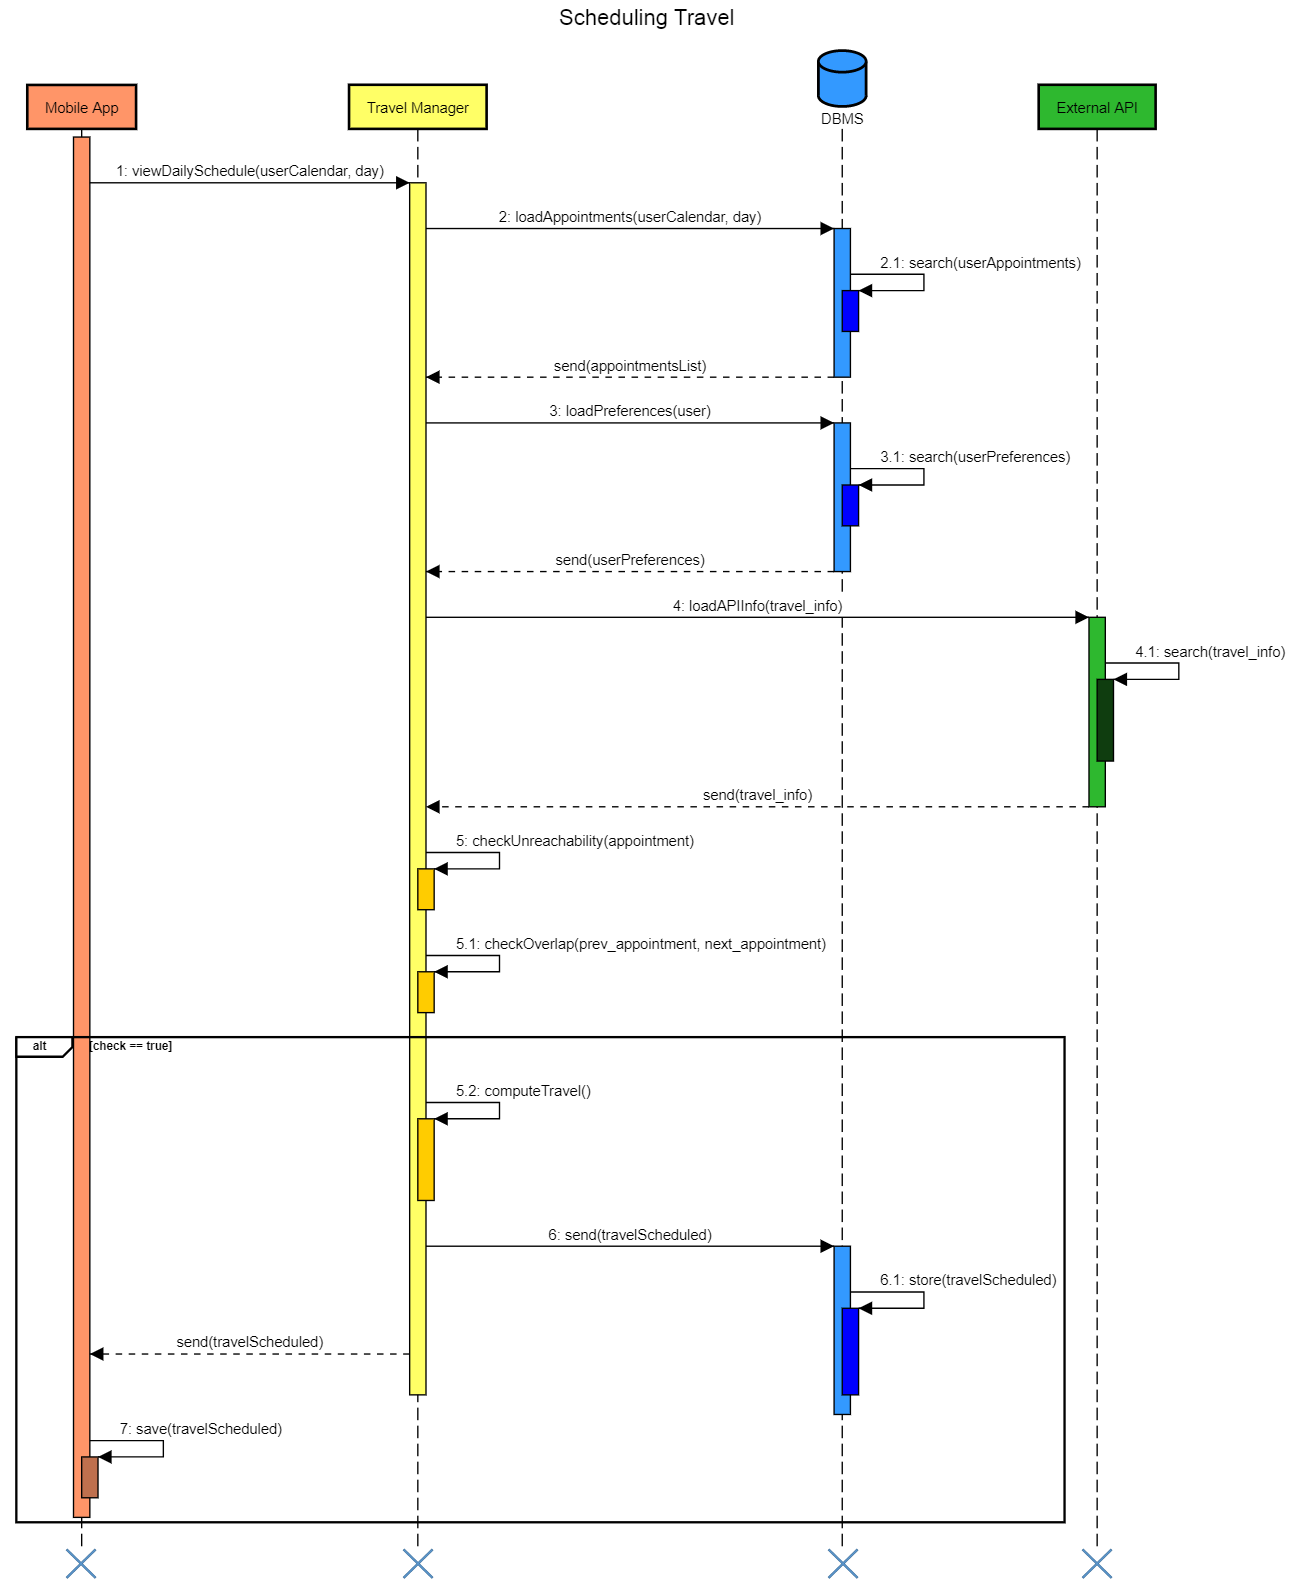 Scheduling Travel
Mobile App
Travel Manager
DBMS
External API
1: viewDailySchedule(userCalendar, day)
2: loadAppointments(userCalendar, day)
2.1: search(userAppointments)
send(appointmentsList)
3: loadPreferences(user)
3.1: search(userPreferences)
send(userPreferences)
4: loadAPIInfo(travel_info)
4.1: search(travel_info)
send(travel_info)
5: checkUnreachability(appointment)
5.1: checkOverlap(prev_appointment, next_appointment)
alt
[check == true]
5.2: computeTravel()
6: send(travelScheduled)
6.1: store(travelScheduled)
send(travelScheduled)
7: save(travelScheduled)